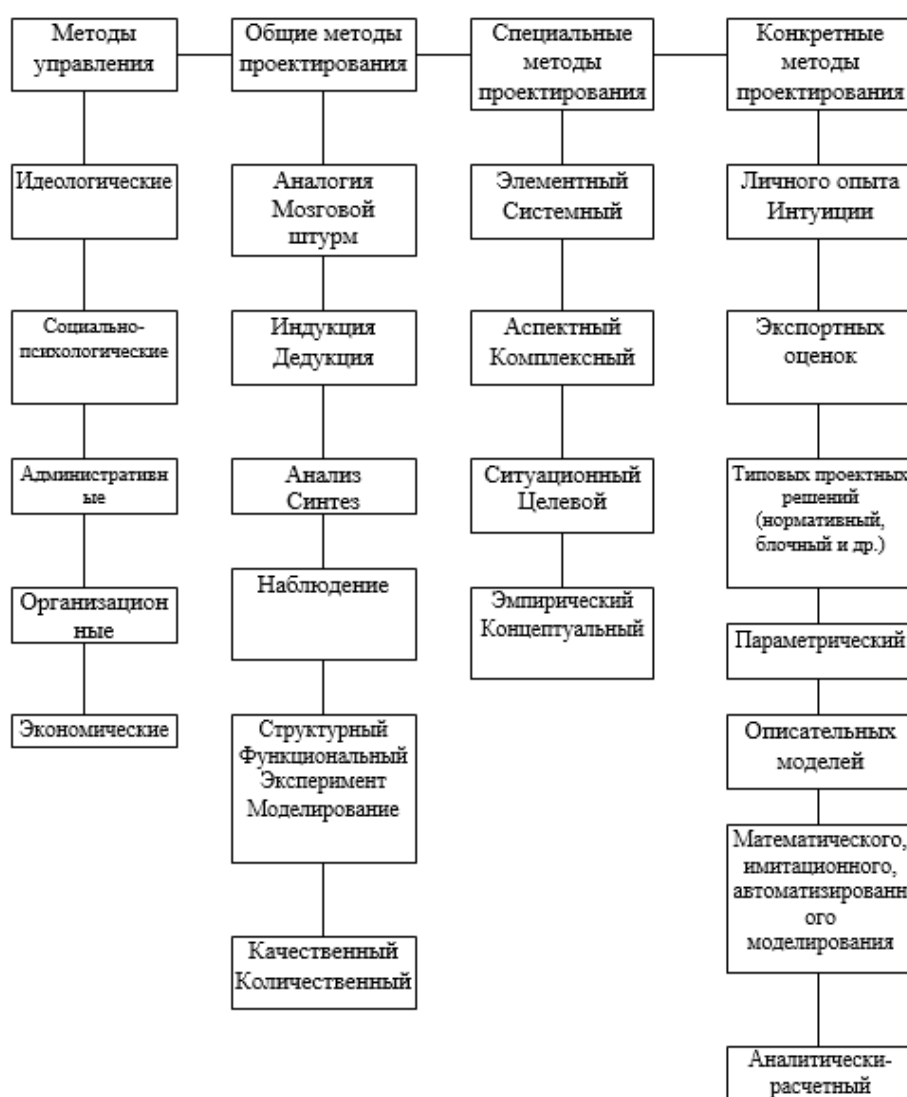 Методы
управления
Общие методы
проектирования
Специальные
методы
проектирования
Конкретные
методы
проектирования
Идеологические
Социально-
психологические
Административн
ые
Организацион
ные
Экономические
Аналогия
Мозговой
штурм
Индукция
Дедукция
Анализ
Синтез
Наблюдение
Структурный
Функциональный
Эксперимент
Моделирование
Качественный
Количественный
Элементный
Системный
Аспектный
Комплексный
Ситуационный
Целевой
Эмпирический
Концептуальный
Личного опыта
Интуиции
Экспортных
оценок
Типовых проектных
решений
(нормативный,
блочный и др.)
Параметрический
Описательных
моделей
Математического,
имитационного,
автоматизированн
ого
моделирования
Аналитически-
расчетный